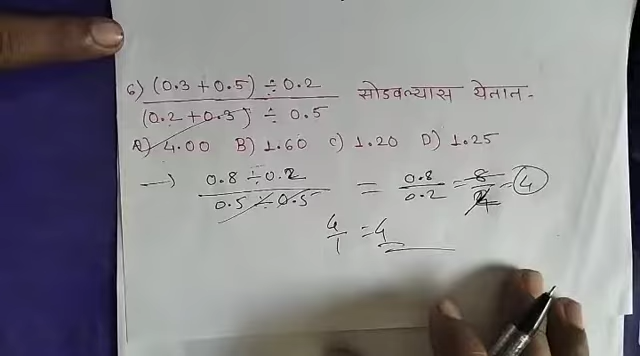 6) (0.3 + 0.5) ÷ 0.2 / (0.2 + 0.3) ÷ 0.5 सोडवल्यास येतात -
A) 4.00 B) 1.60 C) 1.20 D) 1.25
→ 0.8 ÷ 0.2 / 0.5 ÷ 0.5 = 0.8 / 0.2 = 8 / 2 = 4
4 / 1 = 4